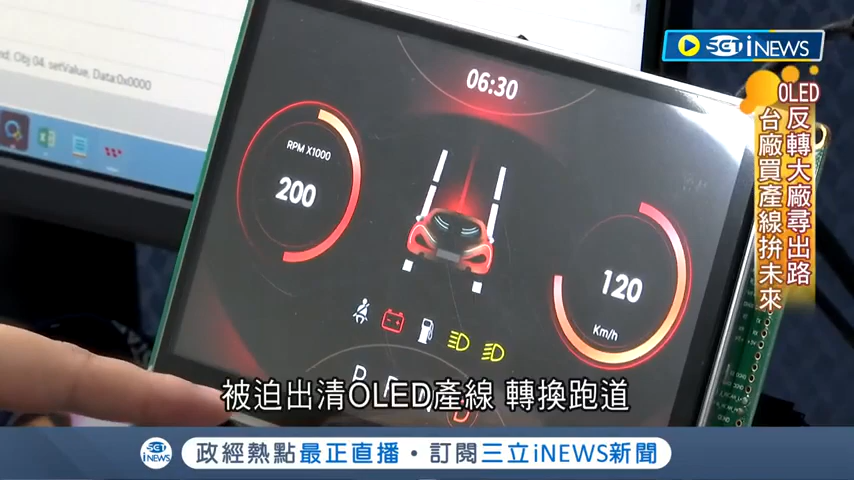 SET iNEWS
OLED反轉大廠尋出路
台廠買產線拚未來
nd, Obj 04. setValue, Data:0x0000
06:30
RPM X1000
200
120
Km/h
被迫出清OLED產線 轉換跑道
SET iNEWS
政經熱點最正直播・訂閱三立iNEWS新聞